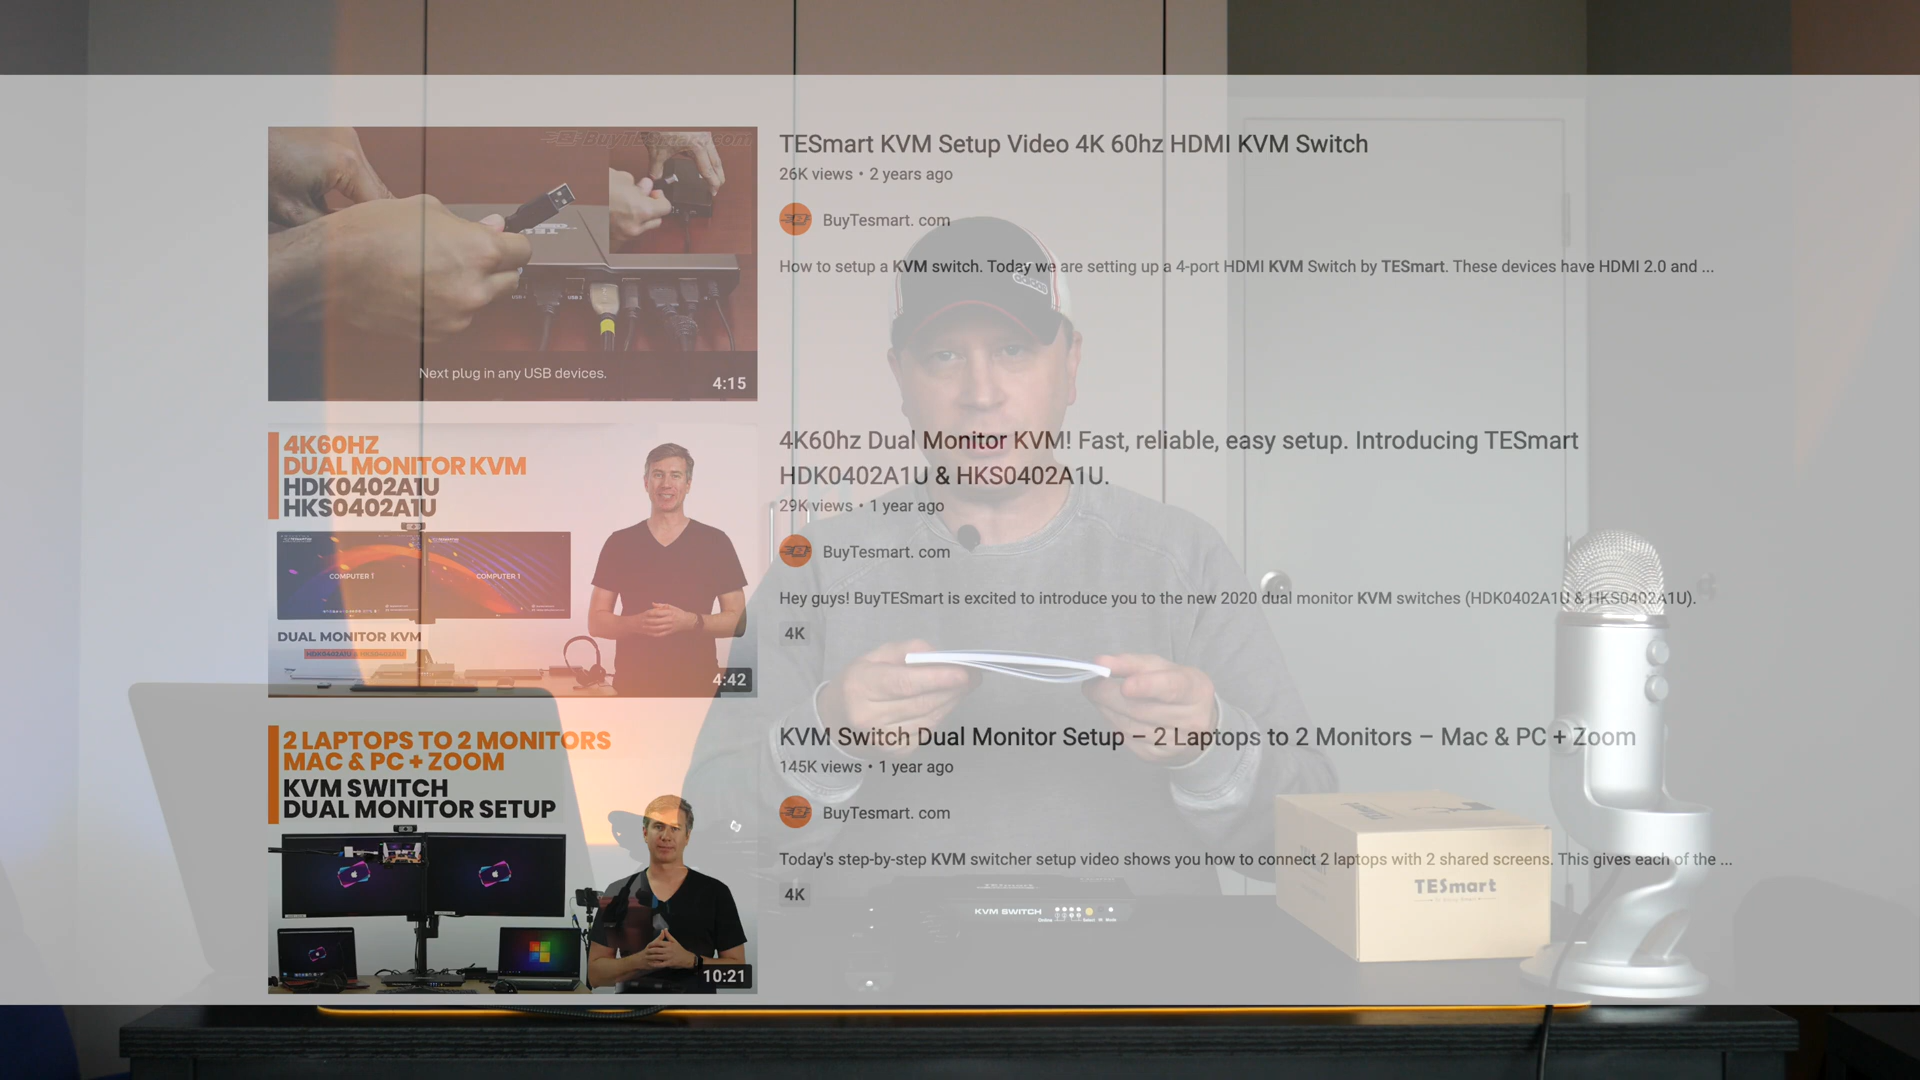 BuyTESmart.com
Next plug in any USB devices.
4:15
TESmart KVM Setup Video 4K 60hz HDMI KVM Switch
26K views • 2 years ago
BuyTesmart. com
How to setup a KVM switch. Today we are setting up a 4-port HDMI KVM Switch by TESmart. These devices have HDMI 2.0 and ...
4K60HZ
DUAL MONITOR KVM
HDK0402A1U
HKS0402A1U
COMPUTER 1
COMPUTER 1
DUAL MONITOR KVM
HDK0402A1U & HKS0402A1U
4:42
4K60hz Dual Monitor KVM! Fast, reliable, easy setup. Introducing TESmart
HDK0402A1U & HKS0402A1U.
29K views • 1 year ago
BuyTesmart. com
Hey guys! BuyTESmart is excited to introduce you to the new 2020 dual monitor KVM switches (HDK0402A1U & HKS0402A1U).
4K
2 LAPTOPS TO 2 MONITORS
MAC & PC + ZOOM
KVM SWITCH
DUAL MONITOR SETUP
10:21
KVM Switch Dual Monitor Setup – 2 Laptops to 2 Monitors – Mac & PC + Zoom
145K views • 1 year ago
BuyTesmart. com
Today's step-by-step KVM switcher setup video shows you how to connect 2 laptops with 2 shared screens. This gives each of the ...
4K
TESmart
KVM SWITCH
TESmart